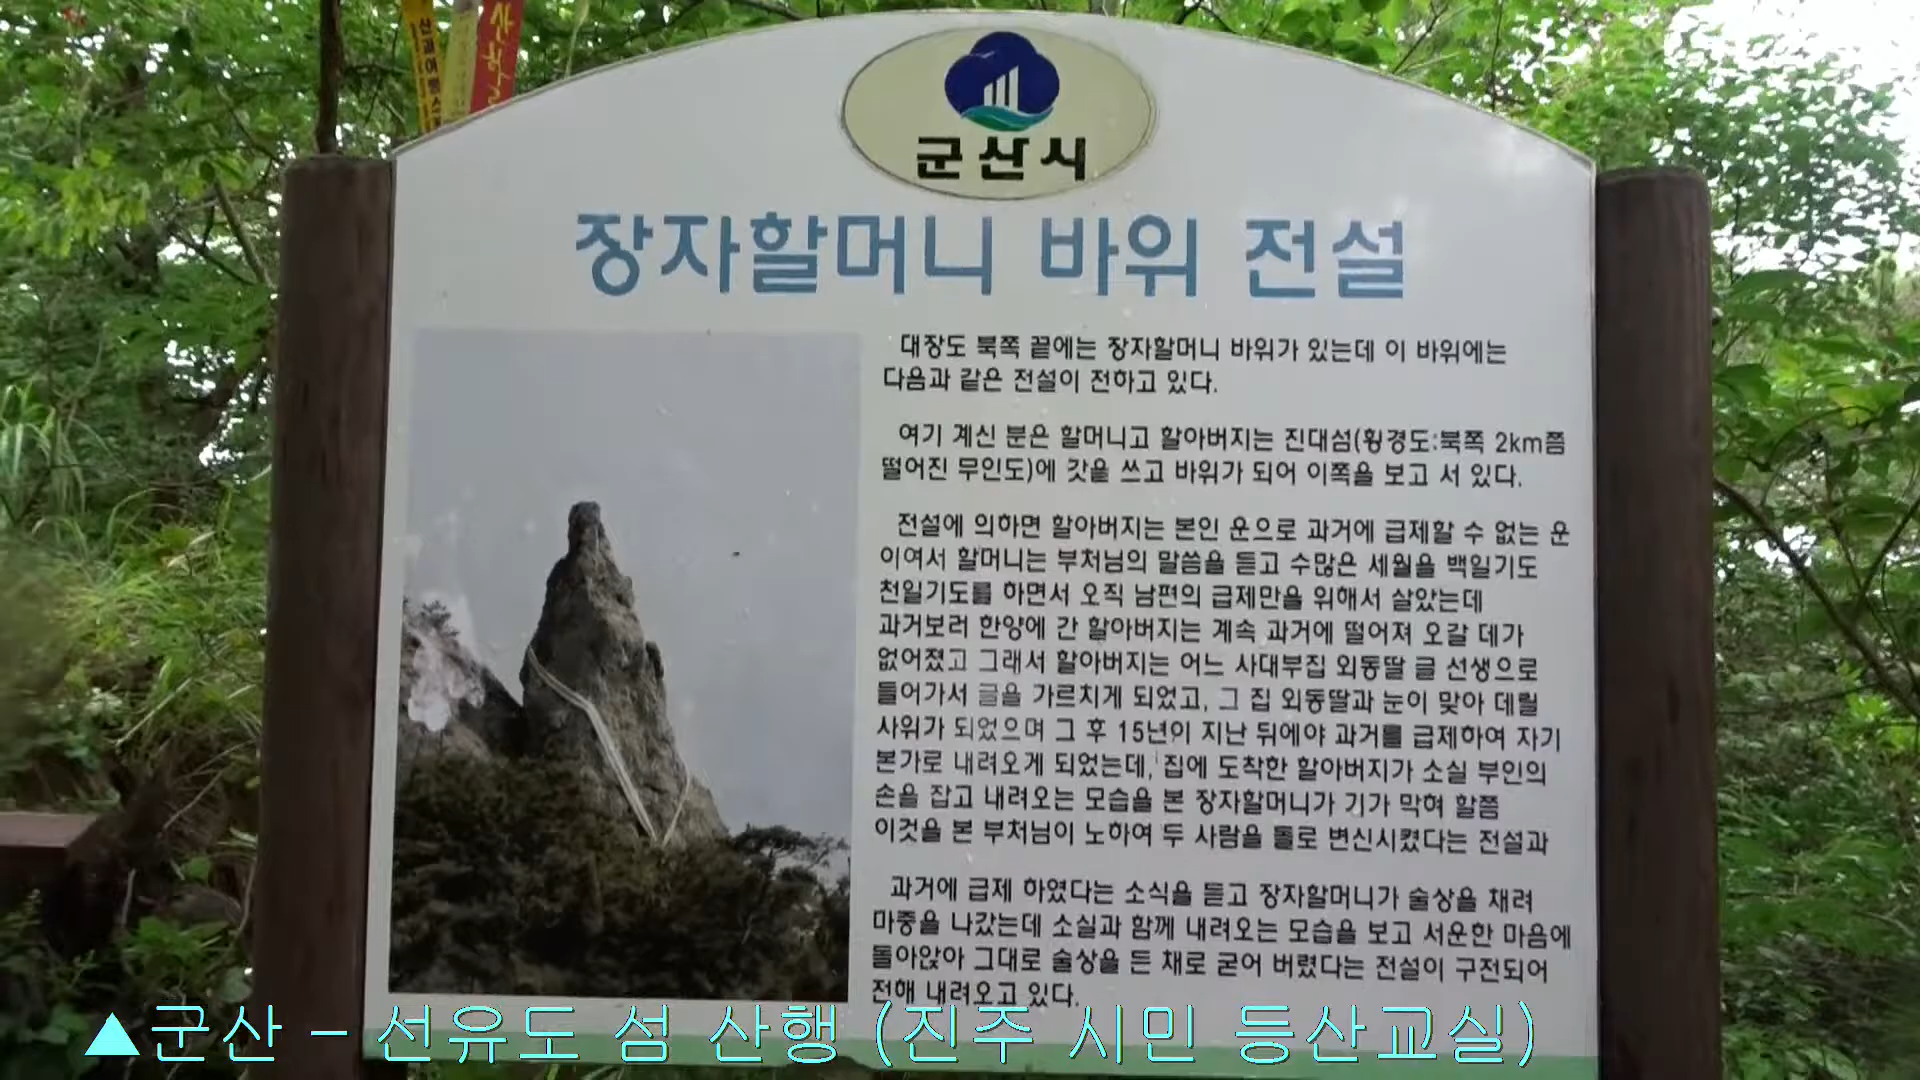 산과여행스
산학
군산시
장자할머니 바위 전설
대장도 북쪽 끝에는 장자할머니 바위가 있는데 이 바위에는
다음과 같은 전설이 전하고 있다.
여기 계신 분은 할머니고 할아버지는 진대섬(횡경도:북쪽 2km쯤
떨어진 무인도)에 갓을 쓰고 바위가 되어 이쪽을 보고 서 있다.
전설에 의하면 할아버지는 본인 운으로 과거에 급제할 수 없는 운
이여서 할머니는 부처님의 말씀을 듣고 수많은 세월을 백일기도
천일기도를 하면서 오직 남편의 급제만을 위해서 살았는데
과거보러 한양에 간 할아버지는 계속 과거에 떨어져 오갈 데가
없어졌고 그래서 할아버지는 어느 사대부집 외동딸 글 선생으로
들어가서 글을 가르치게 되었고, 그 집 외동딸과 눈이 맞아 데릴
사위가 되었으며 그 후 15년이 지난 뒤에야 과거를 급제하여 자기
본가로 내려오게 되었는데, 집에 도착한 할아버지가 소실 부인의
손을 잡고 내려오는 모습을 본 장자할머니가 기가 막혀 할쯤
이것을 본 부처님이 노하여 두 사람을 돌로 변신시켰다는 전설과
과거에 급제 하였다는 소식을 듣고 장자할머니가 술상을 채려
마중을 나갔는데 소실과 함께 내려오는 모습을 보고 서운한 마음에
돌아앉아 그대로 술상을 든 채로 굳어 버렸다는 전설이 구전되어
전해 내려오고 있다.
▲군산 - 선유도 섬 산행 (진주 시민 등산교실)